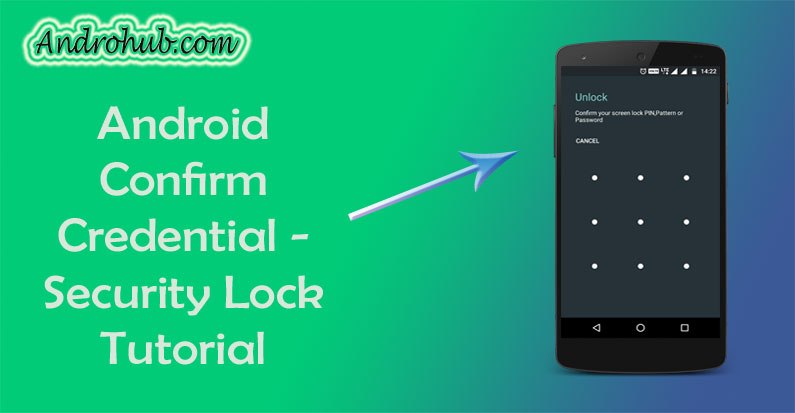 Androhub.com
Android
Confirm
Credential -
Security Lock
Tutorial
LTE 14:22
Unlock
Confirm your screen lock PIN,Pattern or
Password
CANCEL